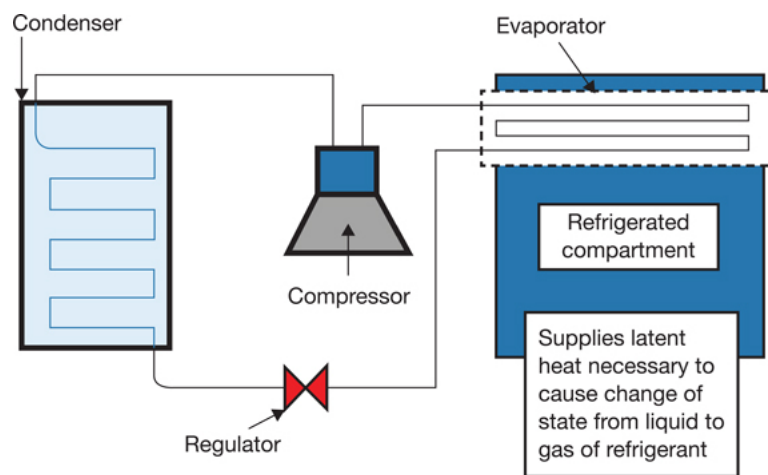 Condenser
Evaporator
Refrigerated
compartment
Compressor
Supplies latent
heat necessary to
cause change of
state from liquid to
gas of refrigerant
Regulator